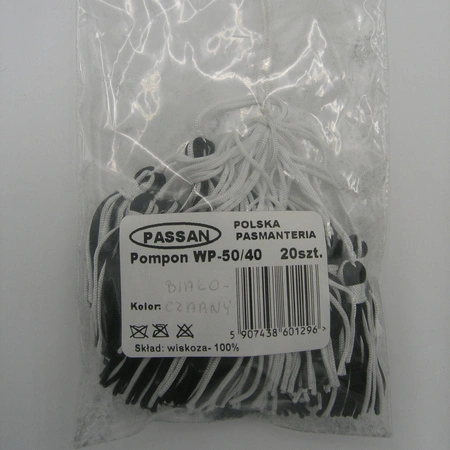 PASSAN
POLSKA
PASMANTERIA
Pompon WP-50/40 20szt.
BIAŁO-
Kolor: CZARNY
5 907438 601296 >
Skład: wiskoza- 100%